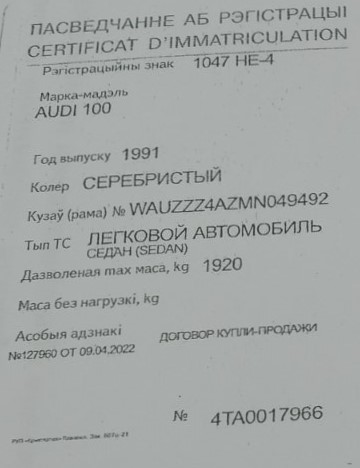 ПАСВЕДЧАННЕ АБ РЭГІСТРАЦЫІ
CERTIFICAT D'IMMATRICULATION
Рэгістрацыйны знак 1047 НЕ-4
Марка-мадэль
AUDI 100
Год выпуску 1991
Колер СЕРЕБРИСТЫЙ
Кузаў (рама) № WAUZZZ4AZMN049492
Тып ТС ЛЕГКОВОЙ АВТОМОБИЛЬ
СЕДАН (SEDAN)
Дазволеная max маса, kg 1920
Маса без нагрузкі, kg
Асобыя адзнакі ДОГОВОР КУПЛИ-ПРОДАЖИ
№127960 ОТ 09.04.2022
№ 4ТА0017966